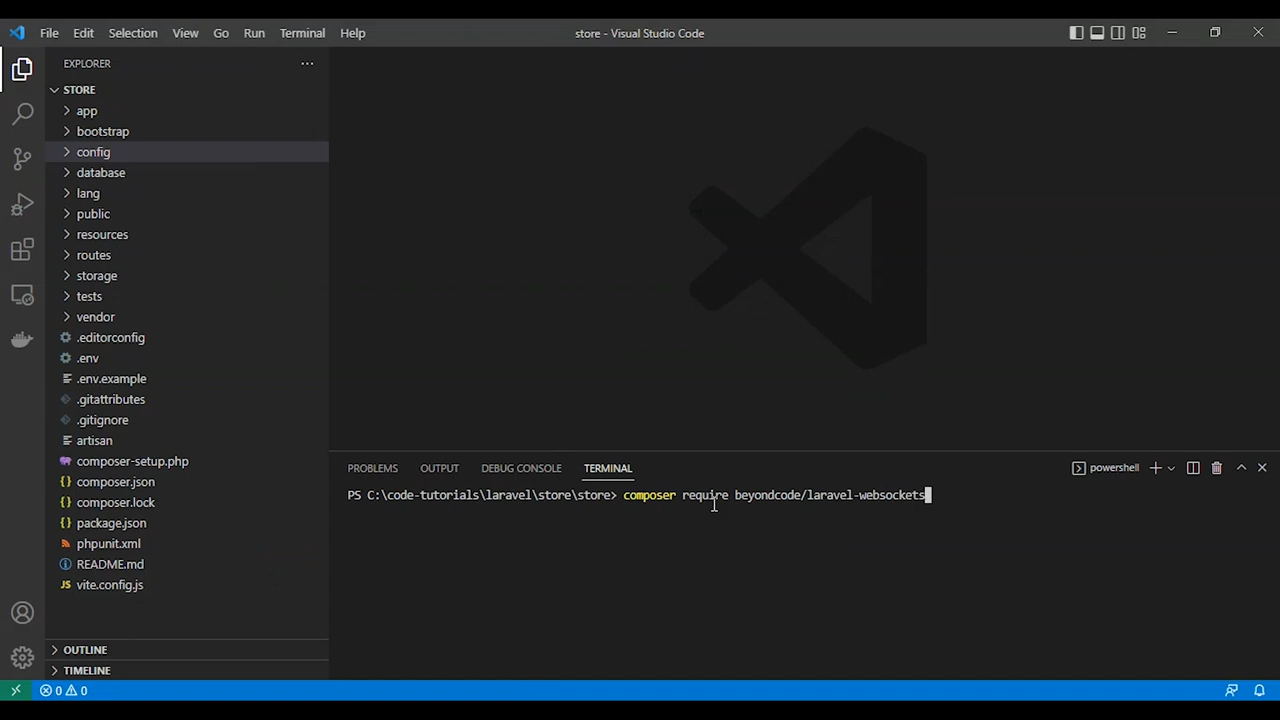 File Edit Selection View Go Run Terminal Help store - Visual Studio Code
EXPLORER
STORE
app
bootstrap
config
database
lang
public
resources
routes
storage
tests
vendor
.editorconfig
.env
.env.example
.gitattributes
.gitignore
artisan
composer-setup.php
composer.json
composer.lock
package.json
phpunit.xml
README.md
JS vite.config.js
OUTLINE
TIMELINE
PROBLEMS OUTPUT DEBUG CONSOLE TERMINAL powershell
PS C:\code-tutorials\laravel\store\store> composer require beyondcode/laravel-websockets
0 0